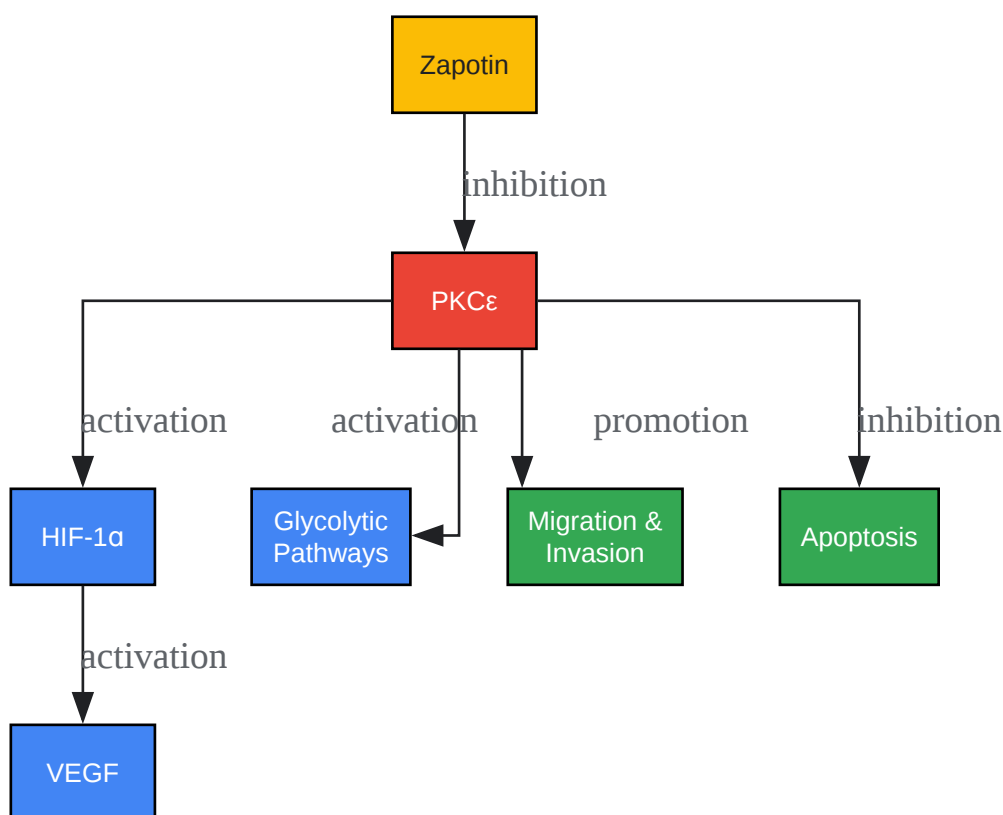 Zapotin
inhibition
PKCε
activation
activation
promotion
inhibition
HIF-1α
Glycolytic
Pathways
Migration &
Invasion
Apoptosis
activation
VEGF